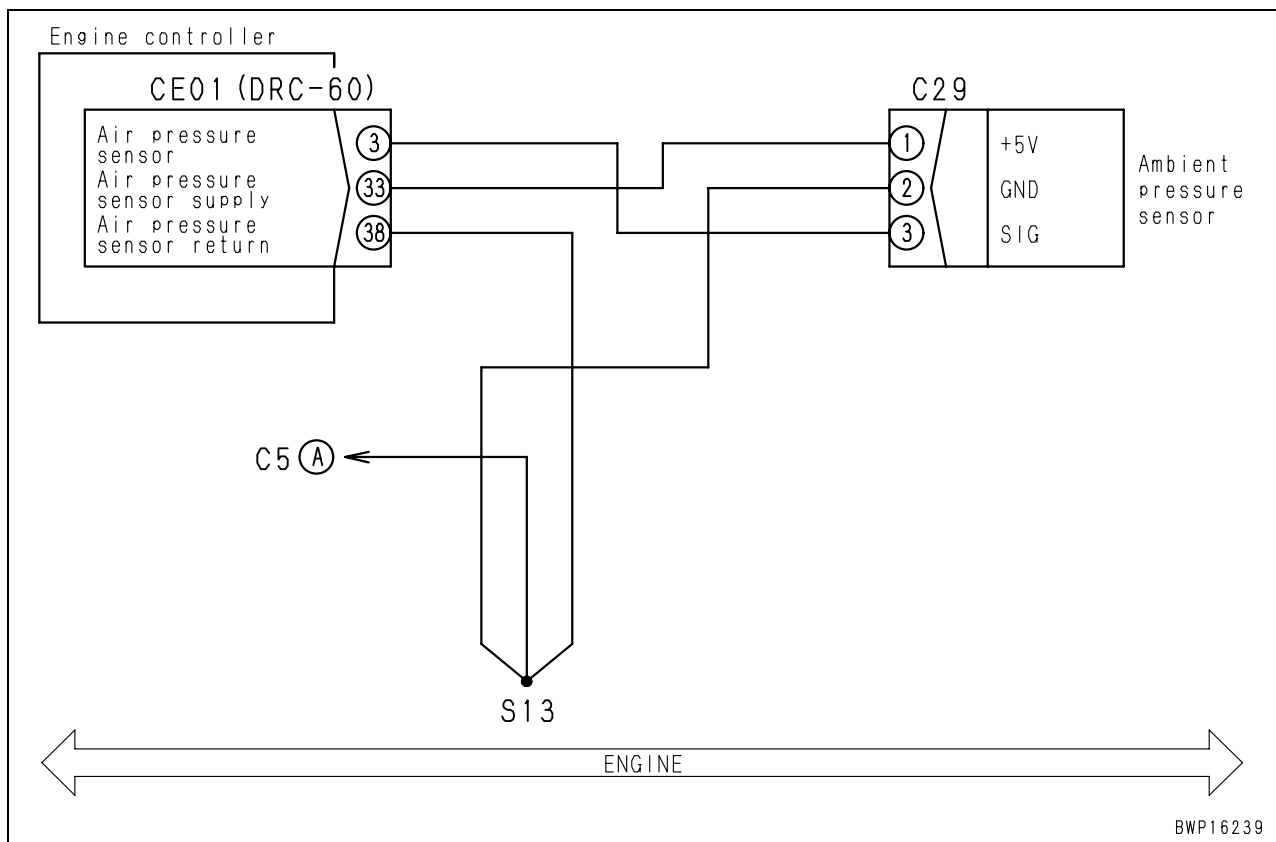 Engine controller
CE01(DRC-60)
C29
Air pressure
sensor
3
Air pressure
sensor supply
33
Air pressure
sensor return
38
1
+5V
2
GND
3
SIG
Ambient
pressure
sensor
C5 A
S13
ENGINE
BWP16239